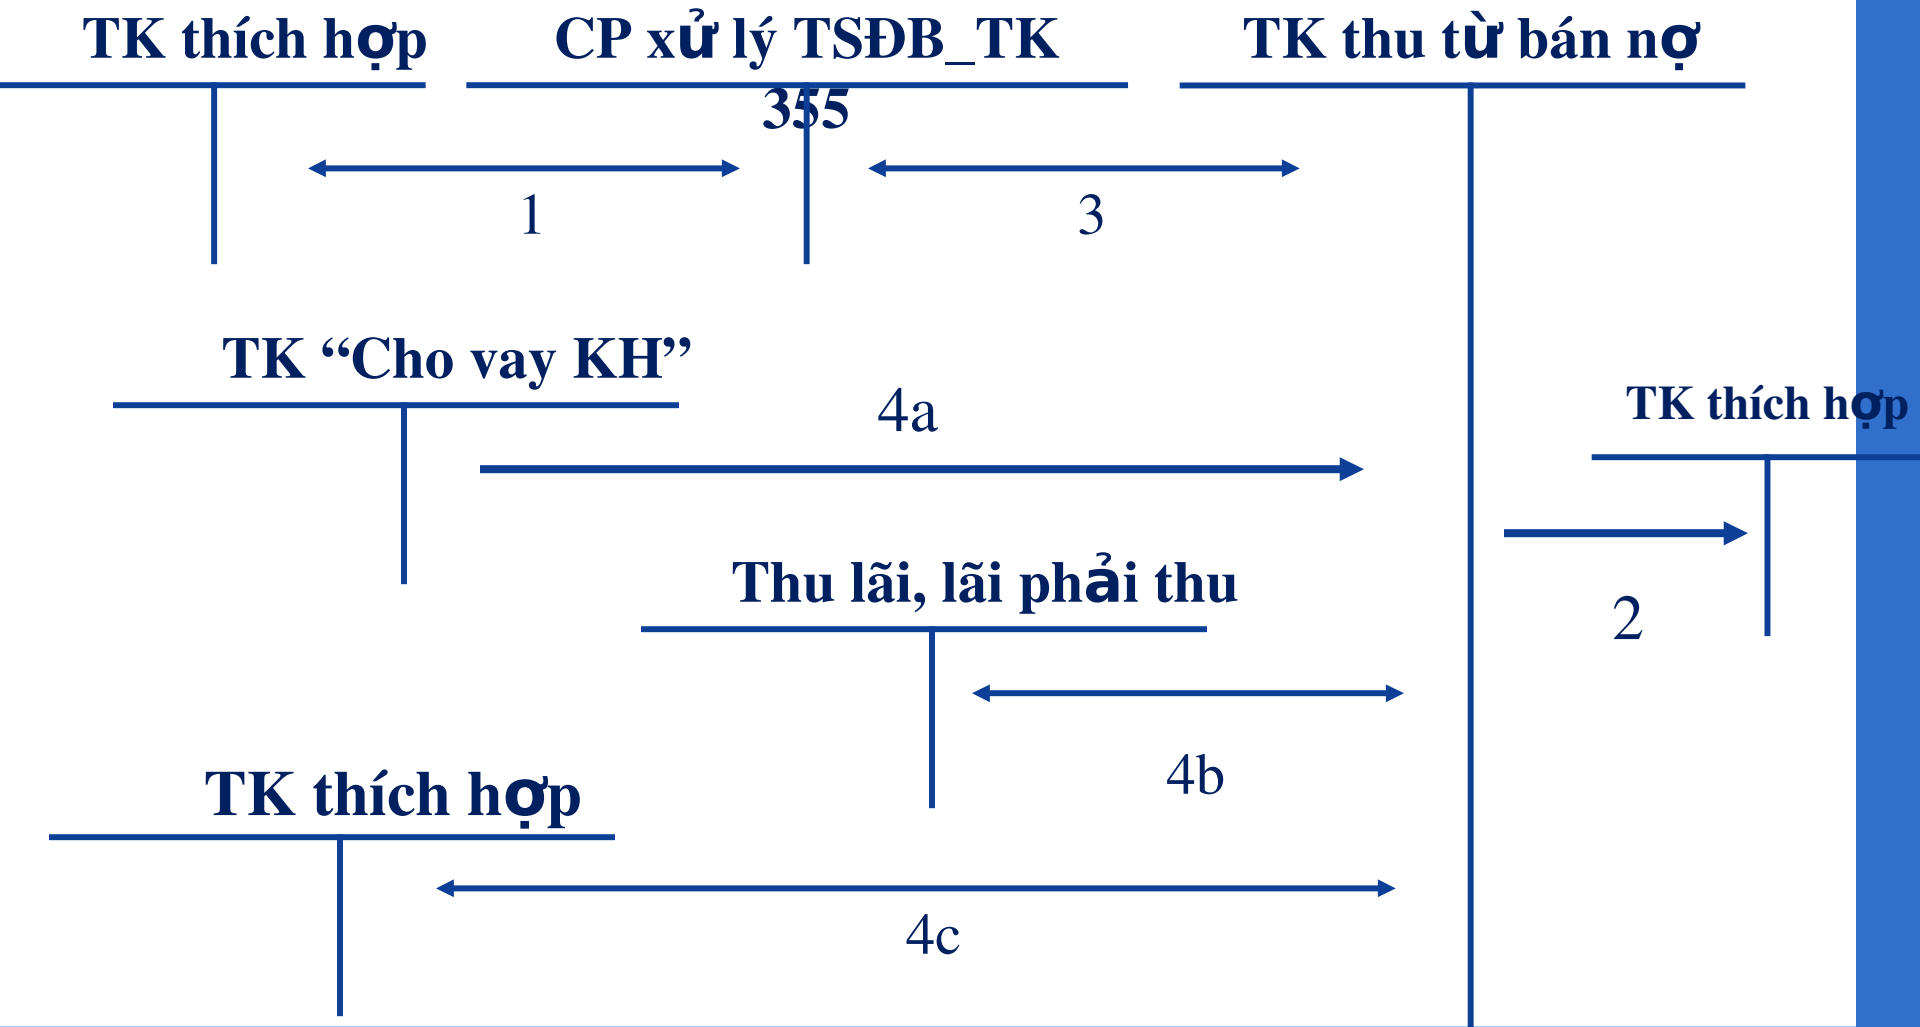 TK thích hợp
CP xử lý TSĐB_TK
355
TK thu từ bán nợ
1
3
TK “Cho vay KH”
4a
TK thích hợp
Thu lãi, lãi phải thu
2
4b
TK thích hợp
4c